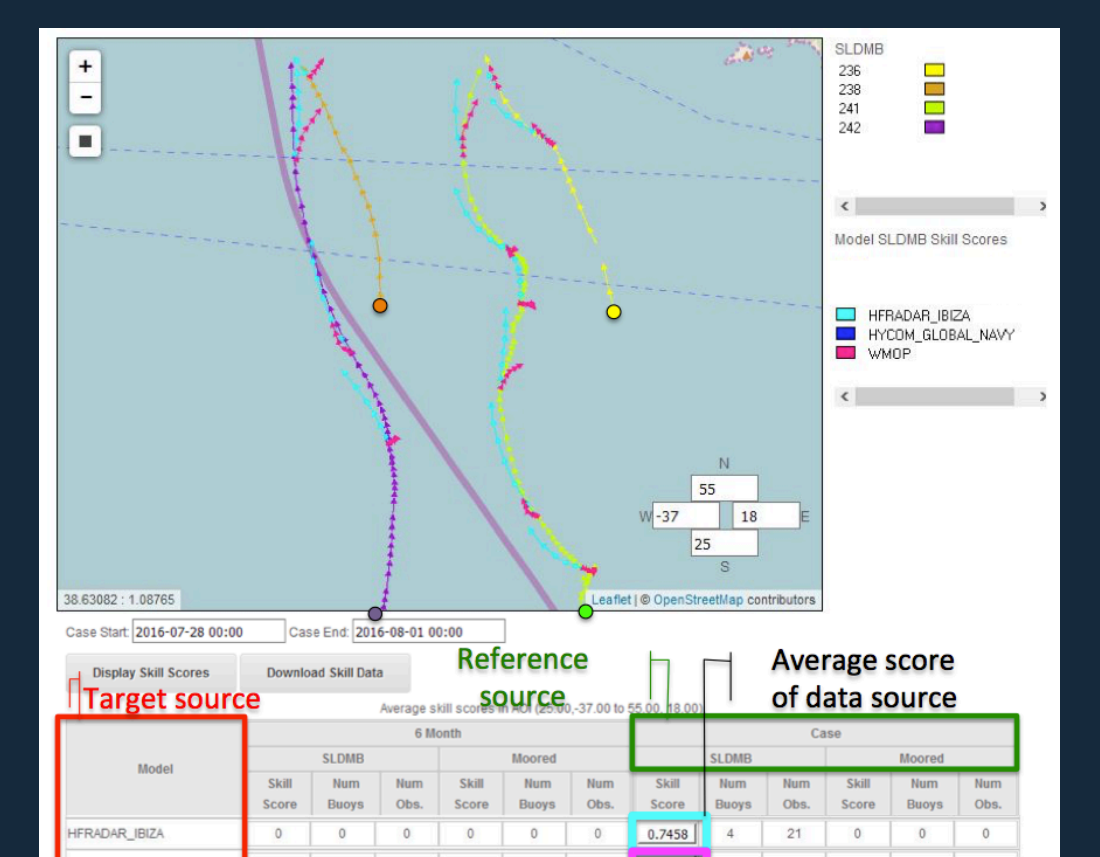 +
−
SLDMB
236
238
241
242
Model SLDMB Skill Scores
HFRADAR_IBIZA
HYCOM_GLOBAL_NAVY
WMOP
N
55
W -37 18 E
25
S
38.63082 : 1.08765
Leaflet | © OpenStreetMap contributors
Case Start: 2016-07-28 00:00 Case End: 2016-08-01 00:00
Display Skill Scores Download Skill Data
Target source
Reference
source
Average score
of data source
Average skill scores in AOI (25.00,-37.00 to 55.00, 18.00)
Model
6 Month Case
SLDMB Moored SLDMB Moored
Skill Score Num Buoys Num Obs. Skill Score Num Buoys Num Obs. Skill Score Num Buoys Num Obs. Skill Score Num Buoys Num Obs.
HFRADAR_IBIZA 0 0 0 0 0 0 0.7458 4 21 0 0 0